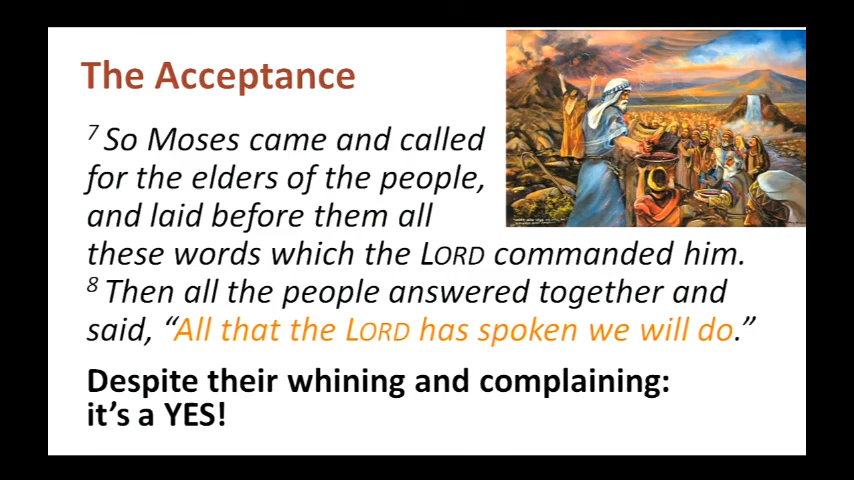 The Acceptance
7 So Moses came and called
for the elders of the people,
and laid before them all
these words which the LORD commanded him.
8 Then all the people answered together and
said, “All that the LORD has spoken we will do.”
Despite their whining and complaining:
it’s a YES!